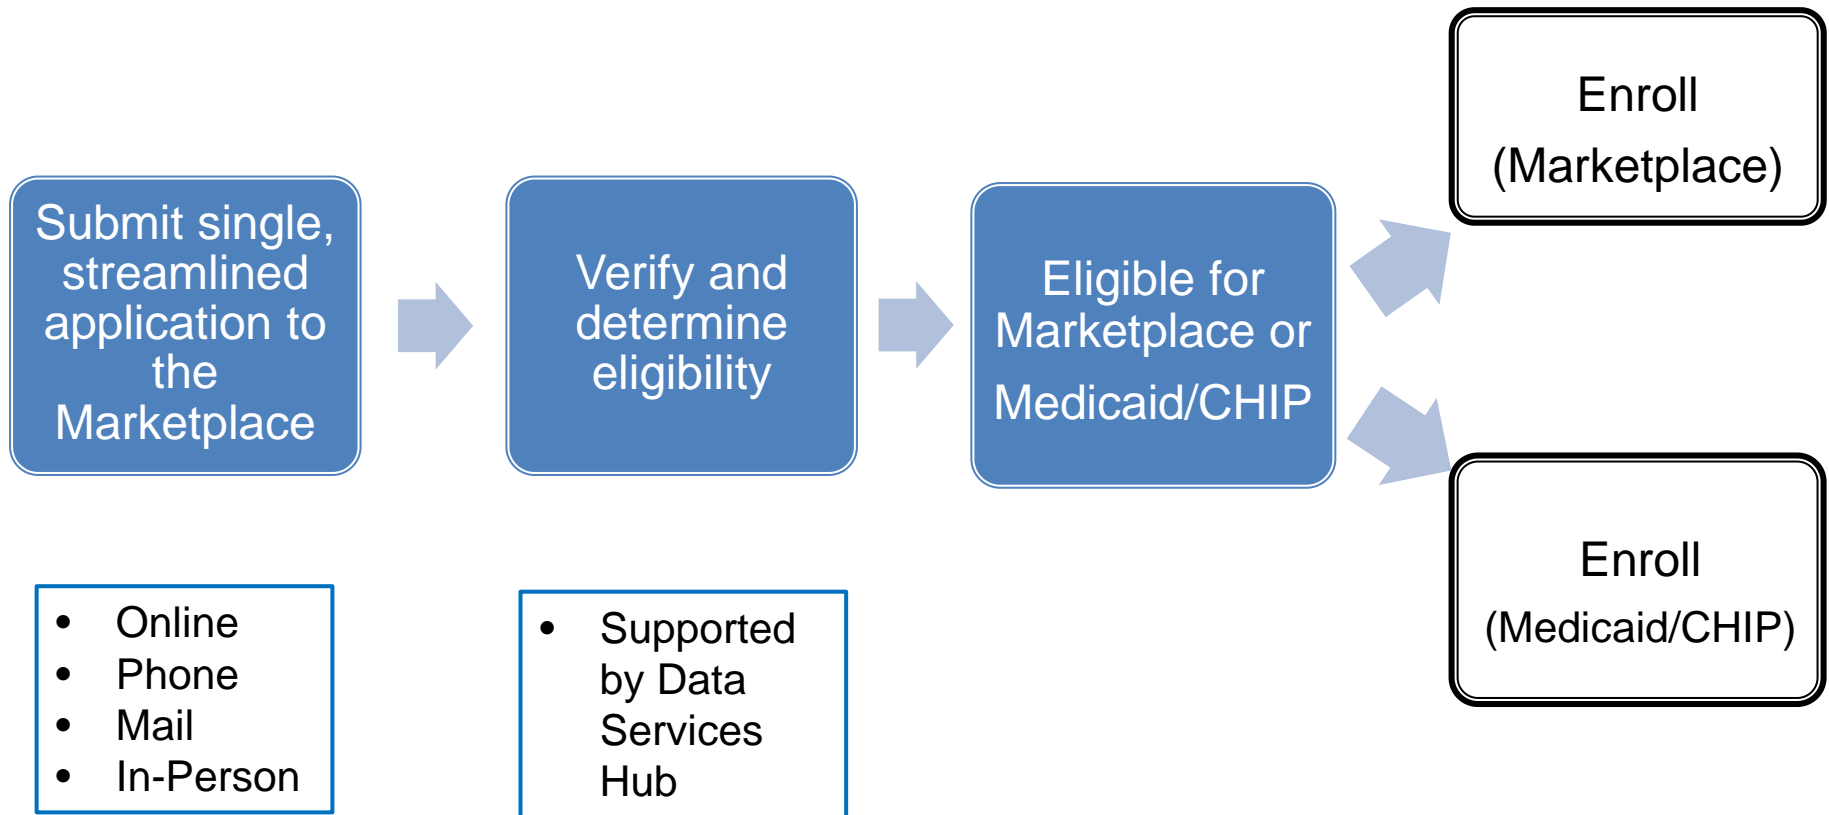 Submit single,
streamlined
application to
the
Marketplace
Verify and
determine
eligibility
Eligible for
Marketplace or
Medicaid/CHIP
Enroll
(Marketplace)
Enroll
(Medicaid/CHIP)
• Online
• Phone
• Mail
• In-Person
• Supported
by Data
Services
Hub